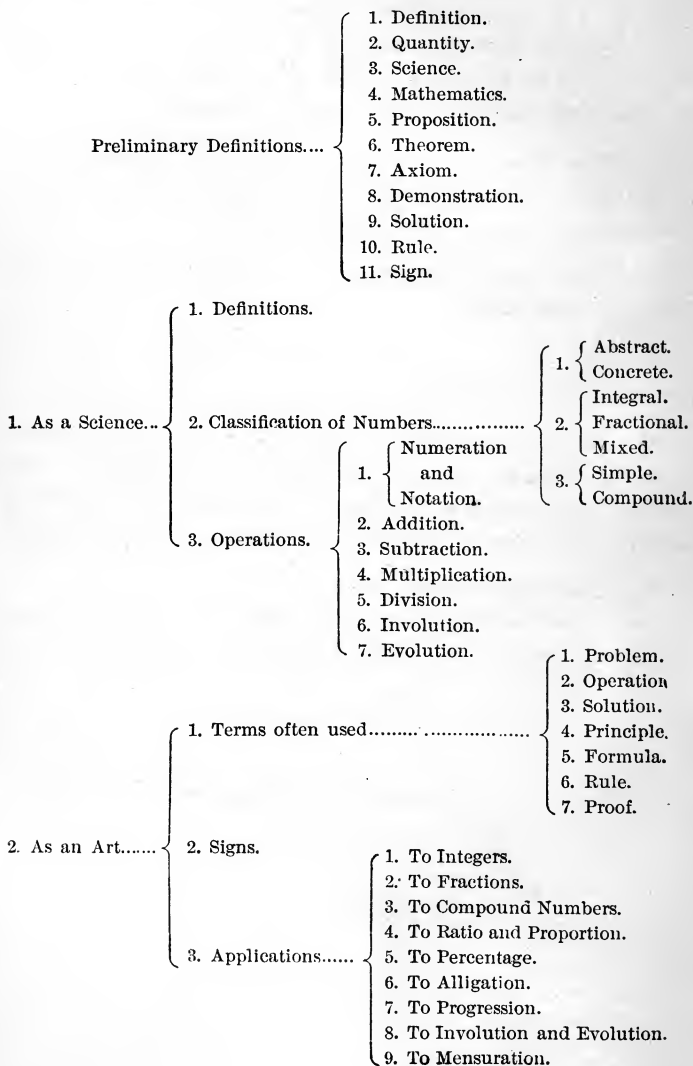 1. Definition.
2. Quantity.
3. Science.
4. Mathematics.
Preliminary Definitions....
5. Proposition.
6. Theorem.
7. Axiom.
8. Demonstration.
9. Solution.
10. Rule.
11. Sign.
1. As a Science...
1. Definitions.
2. Classification of Numbers.................
1. Abstract.
Concrete.
2. Integral.
Fractional.
Mixed.
3. Simple.
Compound.
3. Operations.
1. Numeration
and
Notation.
2. Addition.
3. Subtraction.
4. Multiplication.
5. Division.
6. Involution.
7. Evolution.
2. As an Art.......
1. Terms often used..............................
1. Problem.
2. Operation
3. Solution.
4. Principle.
5. Formula.
6. Rule.
7. Proof.
2. Signs.
3. Applications......
1. To Integers.
2. To Fractions.
3. To Compound Numbers.
4. To Ratio and Proportion.
5. To Percentage.
6. To Alligation.
7. To Progression.
8. To Involution and Evolution.
9. To Mensuration.